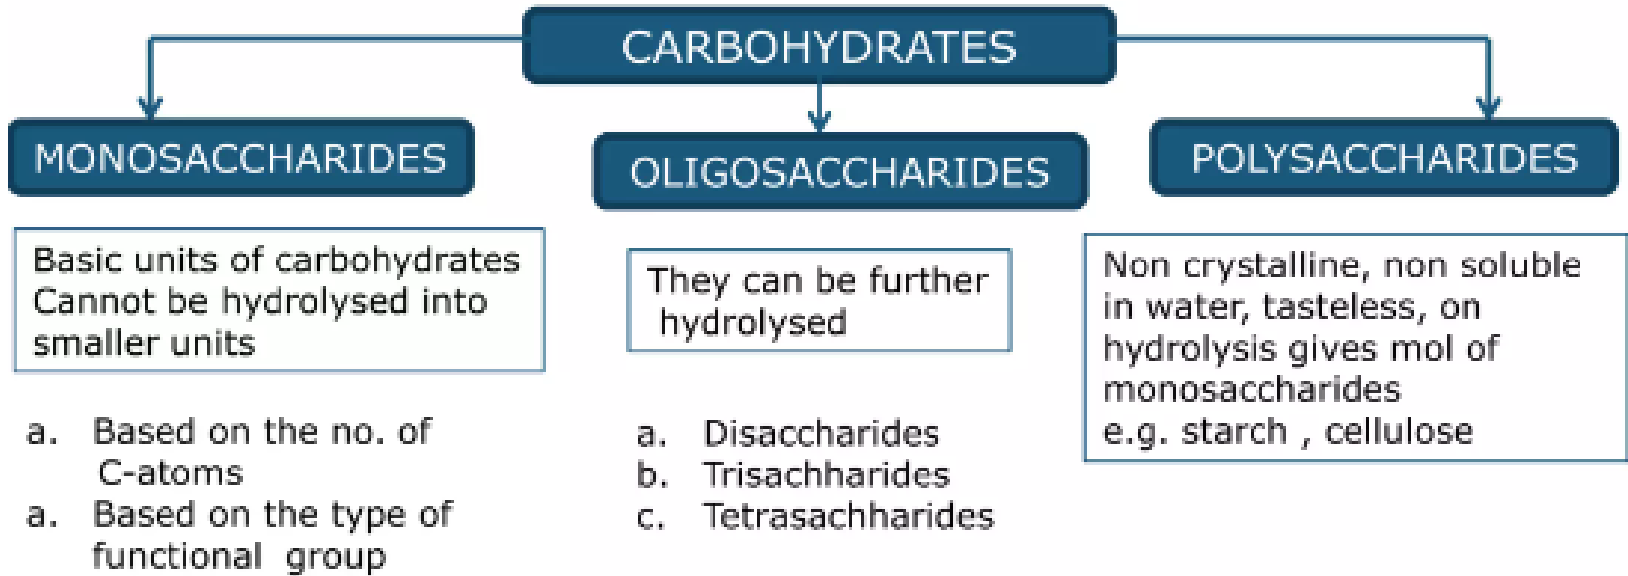 CARBOHYDRATES
MONOSACCHARIDES
Basic units of carbohydrates
Cannot be hydrolysed into
smaller units
a. Based on the no. of
C-atoms
a. Based on the type of
functional group
OLIGOSACCHARIDES
They can be further
hydrolysed
a. Disaccharides
b. Trisachharides
c. Tetrasachharides
POLYSACCHARIDES
Non crystalline, non soluble
in water, tasteless, on
hydrolysis gives mol of
monosaccharides
e.g. starch , cellulose